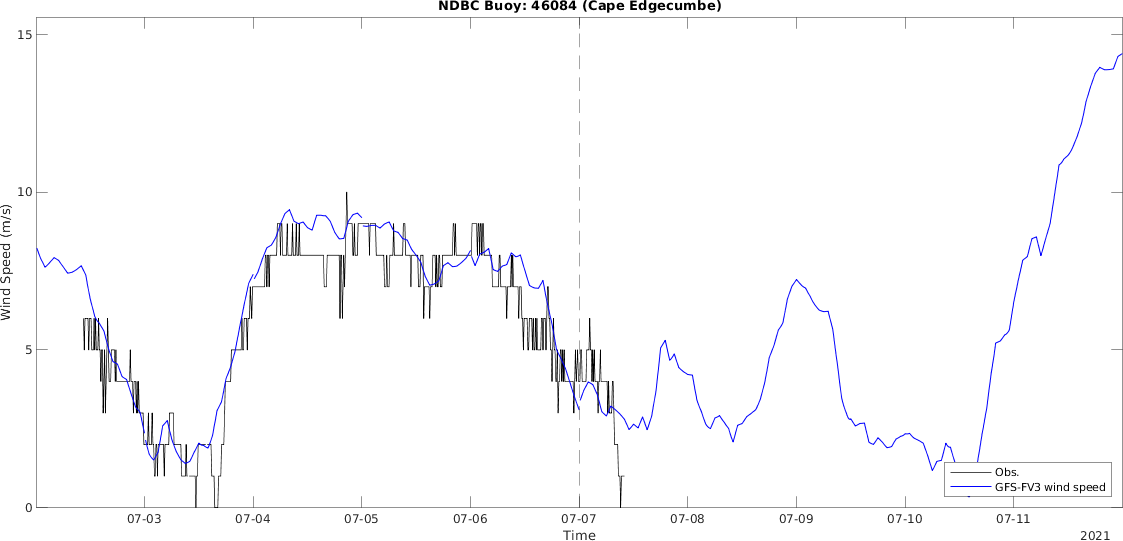 NDBC Buoy: 46084 (Cape Edgecumbe)
15
10
5
0
Wind Speed (m/s)
07-03 07-04 07-05 07-06 07-07 07-08 07-09 07-10 07-11
Time
2021
Obs.
GFS-FV3 wind speed